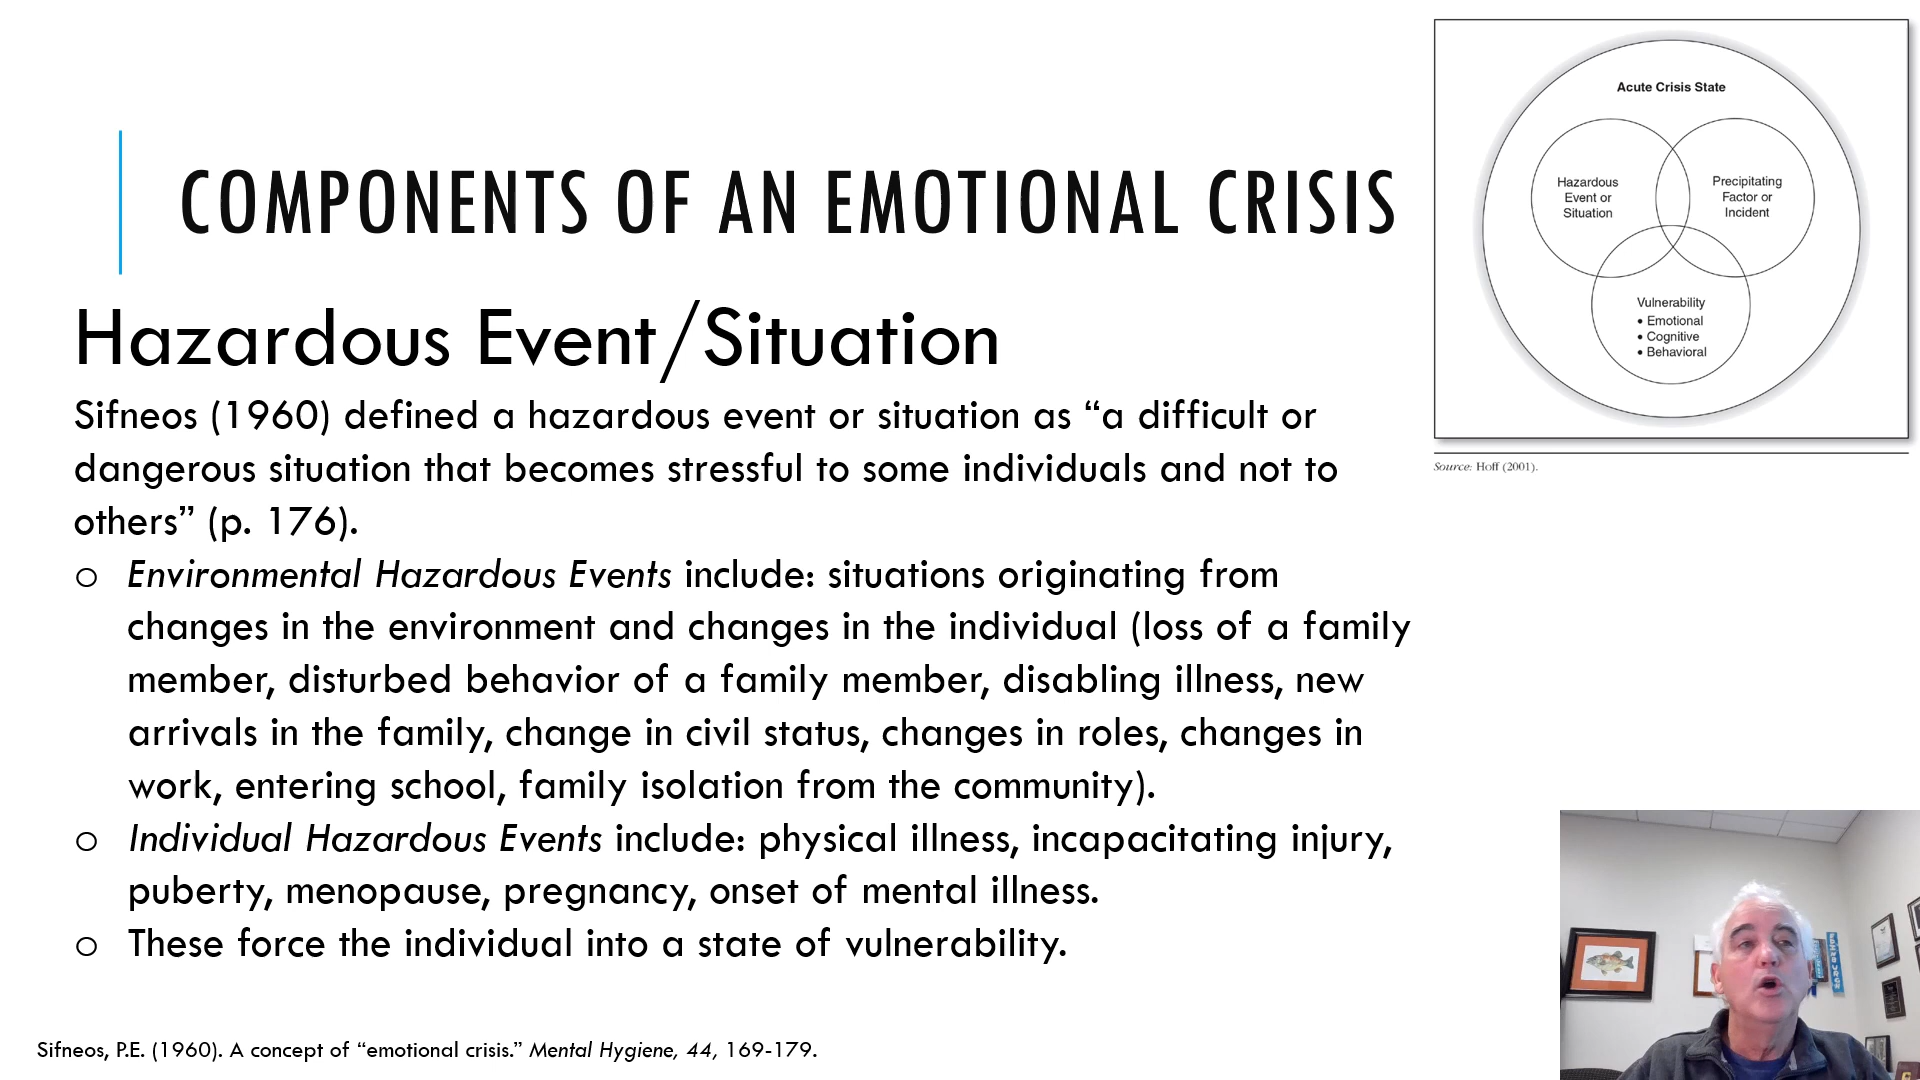 COMPONENTS OF AN EMOTIONAL CRISIS
Hazardous Event/Situation
Sifneos (1960) defined a hazardous event or situation as “a difficult or
dangerous situation that becomes stressful to some individuals and not to
others” (p. 176).
o Environmental Hazardous Events include: situations originating from
changes in the environment and changes in the individual (loss of a family
member, disturbed behavior of a family member, disabling illness, new
arrivals in the family, change in civil status, changes in roles, changes in
work, entering school, family isolation from the community).
o Individual Hazardous Events include: physical illness, incapacitating injury,
puberty, menopause, pregnancy, onset of mental illness.
o These force the individual into a state of vulnerability.
Sifneos, P.E. (1960). A concept of “emotional crisis.” Mental Hygiene, 44, 169-179.
Acute Crisis State
Hazardous
Event or
Situation
Precipitating
Factor or
Incident
Vulnerability
• Emotional
• Cognitive
• Behavioral
Source: Hoff (2001).